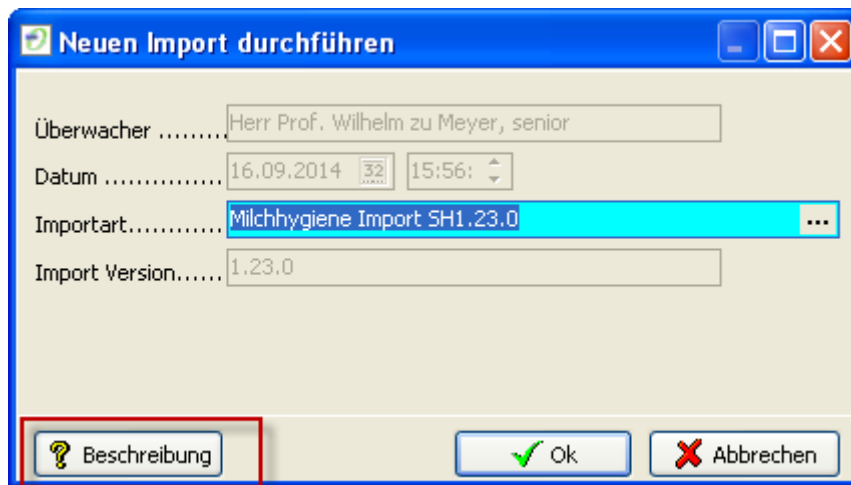 Neuen Import durchführen
Überwacher ......... Herr Prof. Wilhelm zu Meyer, senior
Datum ............... 16.09.2014 32 15:56:
Importart............ Milchhygiene Import SH1.23.0 ...
Import Version...... 1.23.0
? Beschreibung Ok Abbrechen